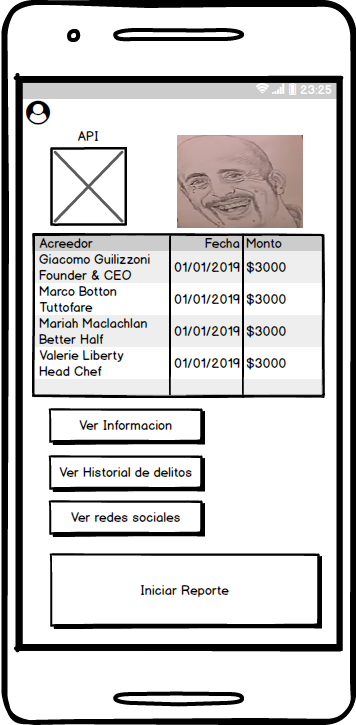 23:25
API
Acreedor Fecha Monto
Giacomo Guilizzoni
Founder & CEO 01/01/2019 $3000
Marco Botton
Tuttofare 01/01/2019 $3000
Mariah Maclachlan
Better Half 01/01/2019 $3000
Valerie Liberty
Head Chef 01/01/2019 $3000
Ver Informacion
Ver Historial de delitos
Ver redes sociales
Iniciar Reporte